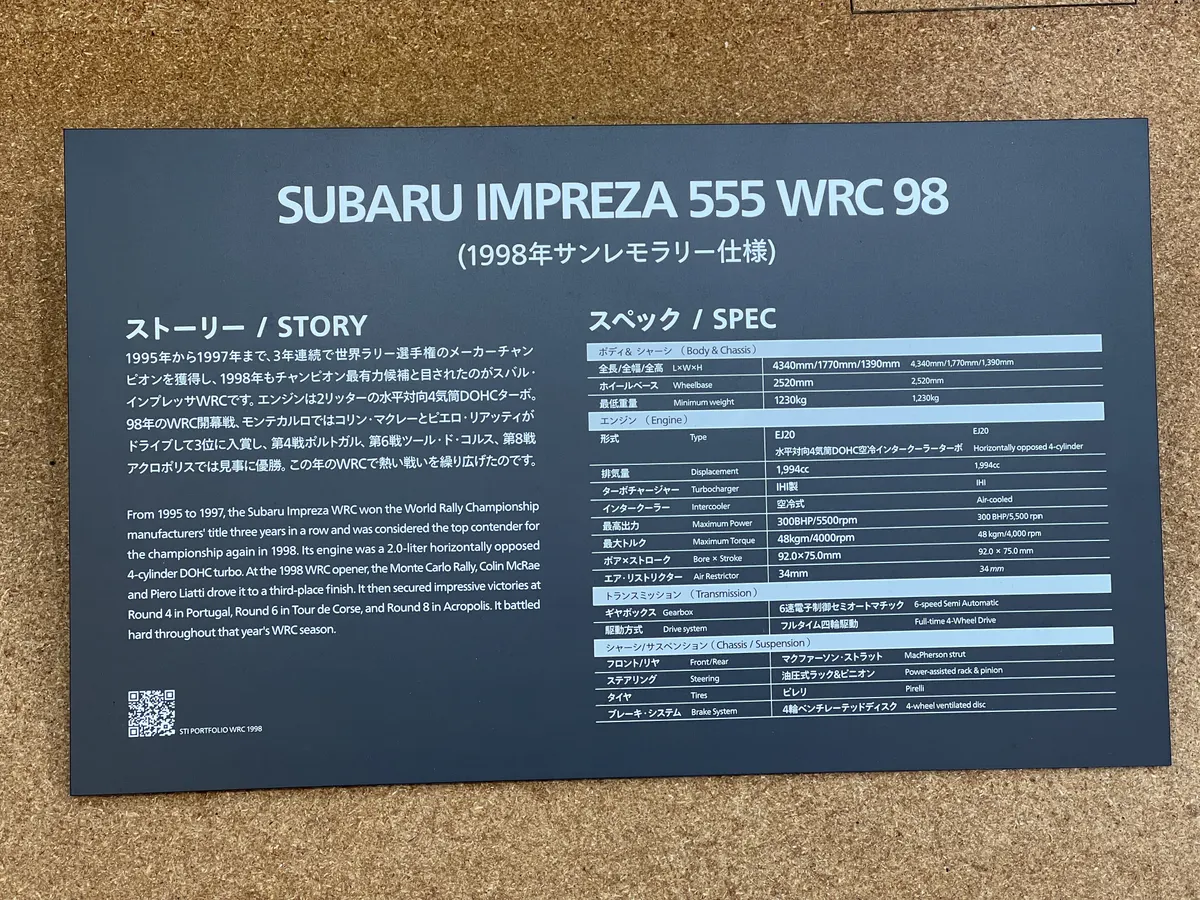 SUBARU IMPREZA 555 WRC 98
(1998年サンレモラリー仕様)
ストーリー / STORY
1995年から1997年まで、3年連続で世界ラリー選手権のメーカーチャン
ピオンを獲得し、1998年もチャンピオン最有力候補と目されたのがスバル・
インプレッサWRCです。エンジンは2リッターの水平対向4気筒DOHCターボ。
98年のWRC開幕戦、モンテカルロではコリン・マクレーとピエロ・リアッティが
ドライブして3位に入賞し、第4戦ポルトガル、第6戦ツール・ド・コルス、第8戦
アクロポリスでは見事に優勝。この年のWRCで熱い戦いを繰り広げたのです。
From 1995 to 1997, the Subaru Impreza WRC won the World Rally Championship
manufacturers' title three years in a row and was considered the top contender for
the championship again in 1998. Its engine was a 2.0-liter horizontally opposed
4-cylinder DOHC turbo. At the 1998 WRC opener, the Monte Carlo Rally, Colin McRae
and Piero Liatti drove it to a third-place finish. It then secured impressive victories at
Round 4 in Portugal, Round 6 in Tour de Corse, and Round 8 in Acropolis. It battled
hard throughout that year's WRC season.
STI PORTFOLIO WRC 1998
スペック / SPEC
ボディ& シャーシ （Body & Chassis）
全長/全幅/全高 L×W×H 4340mm/1770mm/1390mm 4,340mm/1,770mm/1,390mm
ホイールベース Wheelbase 2520mm 2,520mm
最低重量 Minimum weight 1230kg 1,230kg
エンジン （Engine）
形式 Type EJ20 EJ20
水平対向4気筒DOHC空冷インタークーラーターボ Horizontally opposed 4-cylinder
排気量 Displacement 1,994cc 1,994cc
ターボチャージャー Turbocharger IHI製 IHI
インタークーラー Intercooler 空冷式 Air-cooled
最高出力 Maximum Power 300BHP/5500rpm 300 BHP/5,500 rpm
最大トルク Maximum Torque 48kgm/4000rpm 48 kgm/4,000 rpm
ボア×ストローク Bore × Stroke 92.0×75.0mm 92.0 × 75.0 mm
エア・リストリクター Air Restrictor 34mm 34 mm
トランスミッション （Transmission）
ギヤボックス Gearbox 6速電子制御セミオートマチック 6-speed Semi Automatic
駆動方式 Drive system フルタイム四輪駆動 Full-time 4-Wheel Drive
シャーシ/サスペンション（Chassis / Suspension）
フロント/リヤ Front/Rear マクファーソン・ストラット MacPherson strut
ステアリング Steering 油圧式ラック&ピニオン Power-assisted rack & pinion
タイヤ Tires ピレリ Pirelli
ブレーキ・システム Brake System 4輪ベンチレーテッドディスク 4-wheel ventilated disc